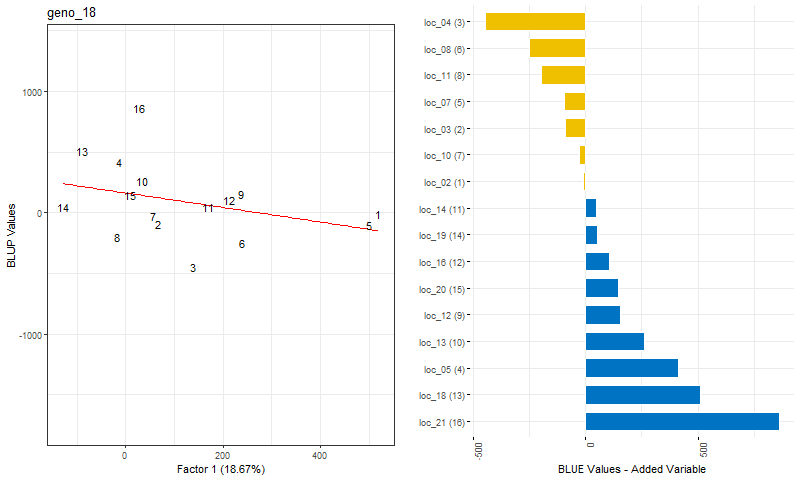 geno_18
BLUP Values
1000
0
-1000
16
13
4
10
15
14
12
14
11
1
7
2
5
8
6
3
0
200
400
Factor 1 (18.67%)
loc_04 (3)
loc_08 (6)
loc_11 (8)
loc_07 (5)
loc_03 (2)
loc_10 (7)
loc_02 (1)
loc_14 (11)
loc_19 (14)
loc_16 (12)
loc_20 (15)
loc_12 (9)
loc_13 (10)
loc_05 (4)
loc_18 (13)
loc_21 (16)
-500
0
500
BLUE Values - Added Variable